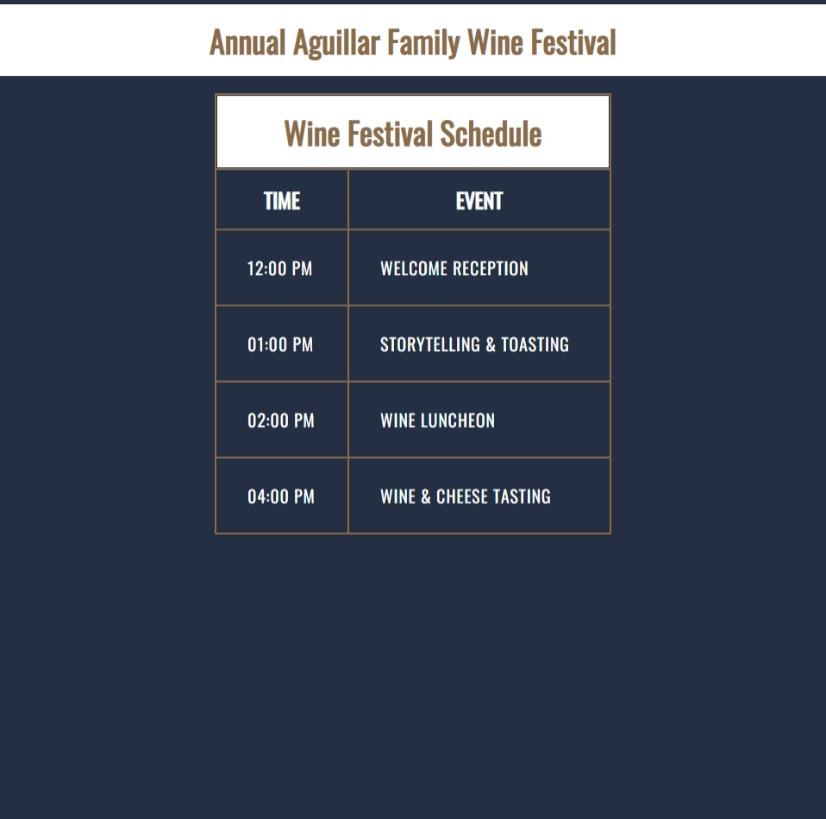 Annual Aguillar Family Wine Festival
Wine Festival Schedule
TIME EVENT
12:00 PM WELCOME RECEPTION
01:00 PM STORYTELLING & TOASTING
02:00 PM WINE LUNCHEON
04:00 PM WINE & CHEESE TASTING